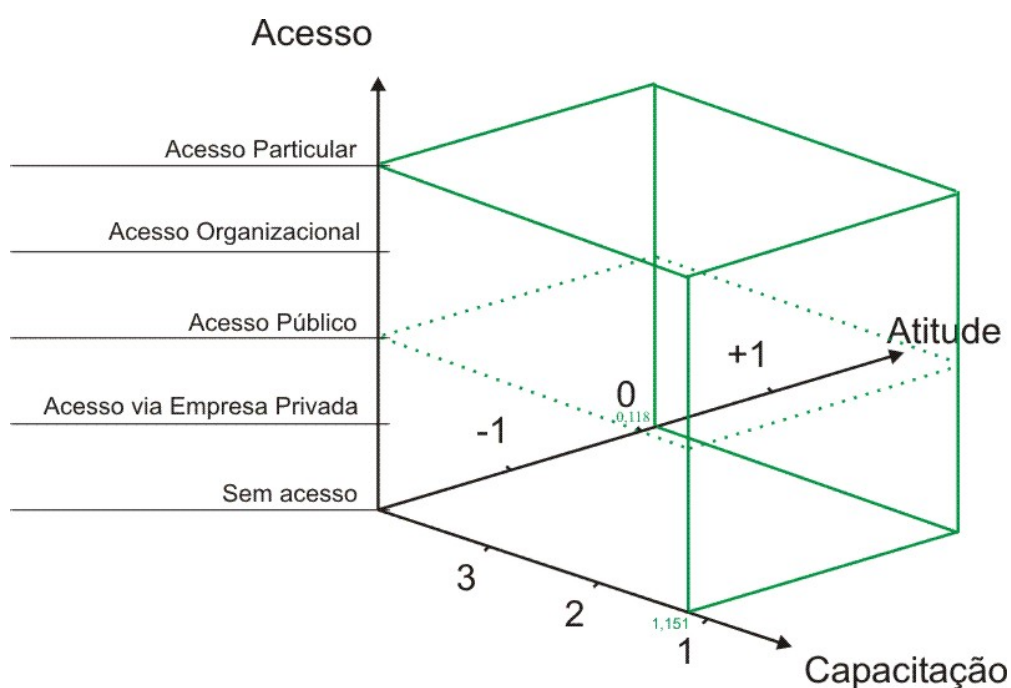 Acesso
Acesso Particular
Acesso Organizacional
Acesso Público
Atitude
+1
Acesso via Empresa Privada
0
0,118
-1
Sem acesso
3
2
1,151
1
Capacitação